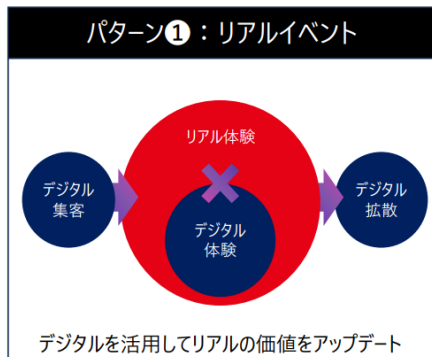 パターン❶：リアルイベント
リアル体験
デジタル
集客
デジタル
体験
デジタル
拡散
デジタルを活用してリアルの価値をアップデート